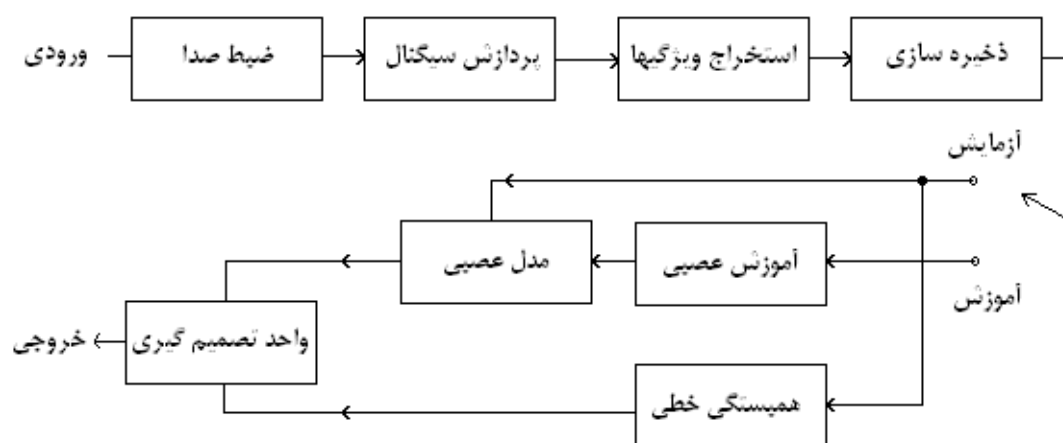 ورودی
ضبط صدا
پردازش سیگنال
استخراج ویژگیها
ذخیره سازی
آزمایش
مدل عصبی
آموزش عصبی
آموزش
خروجی
واحد تصمیم گیری
همبستگی خطی